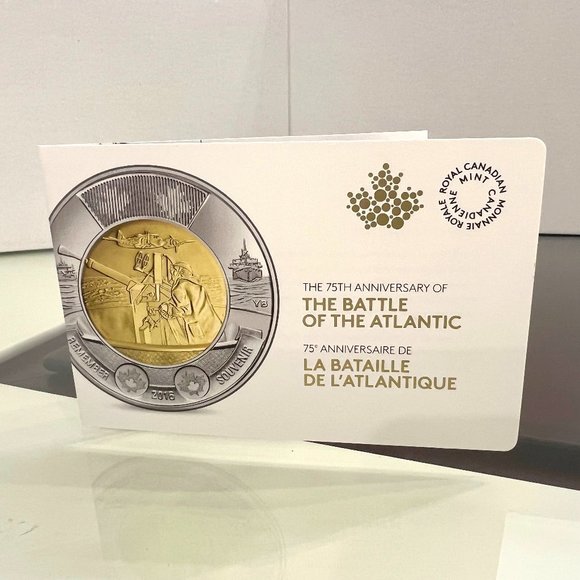 ROYAL CANADIAN MINT
MONNAIE ROYALE CANADIENNE
THE 75TH ANNIVERSARY OF
THE BATTLE
OF THE ATLANTIC
75e ANNIVERSAIRE DE
LA BATAILLE
DE L'ATLANTIQUE
VB
REMEMBER
2016
SOUVENIR